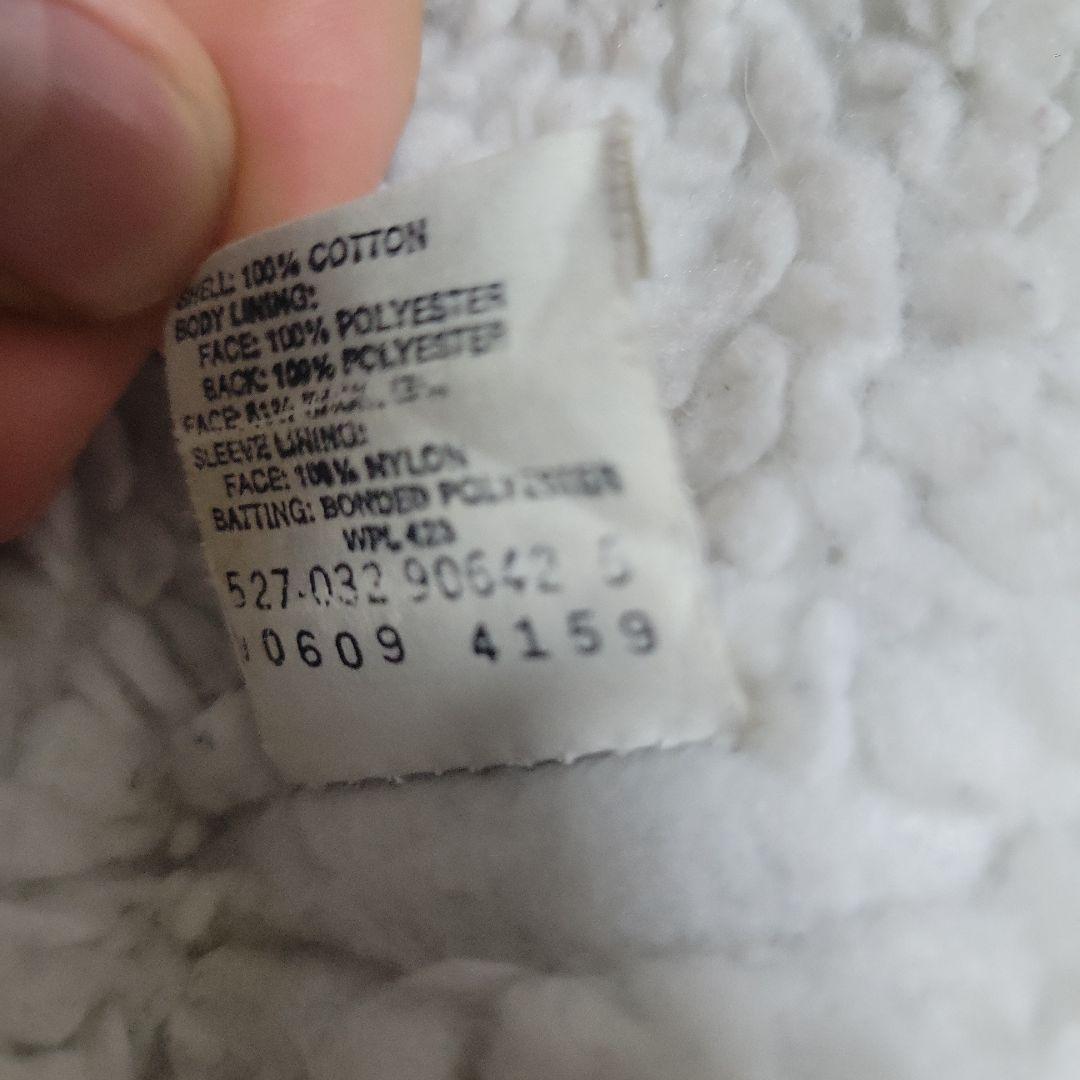 SHELL: 100% COTTON
BODY LINING:
FACE: 100% POLYESTER
BACK: 100% POLYESTER
FACE:
SLEEVE LINING:
FACE: 100% NYLON
BATTING: BONDED POLYESTER
WPL 423
527-032 90642 5
0609 4159